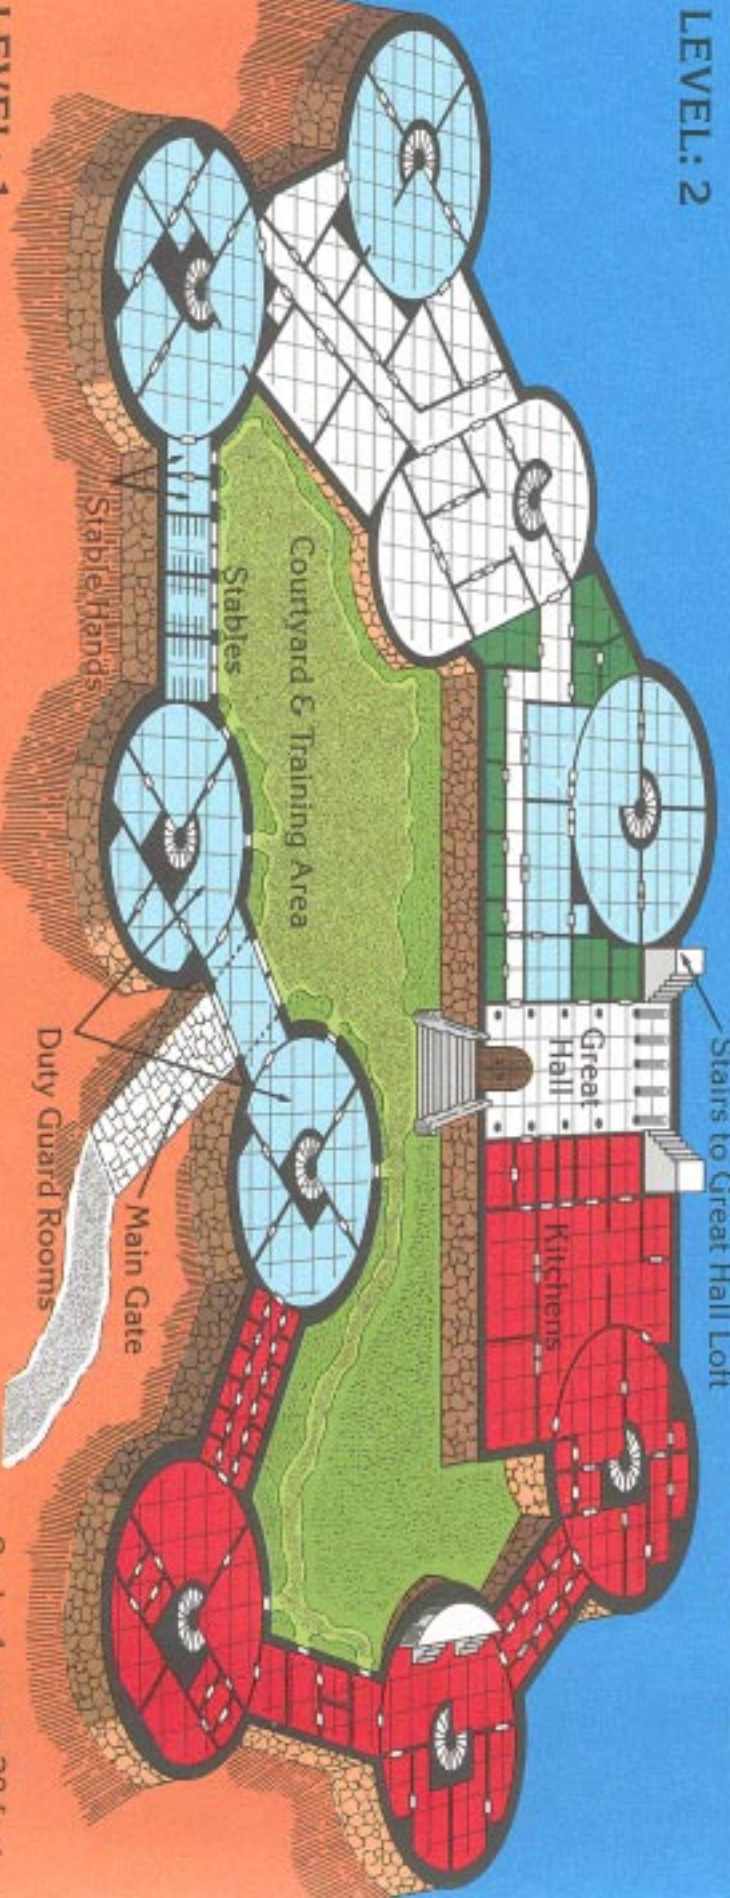 LEVEL: 2
Stairs to Great Hall Loft
Great
Hall
Kitchens
Courtyard & Training Area
Stables
Stable Hands
Duty Guard Rooms
Main Gate